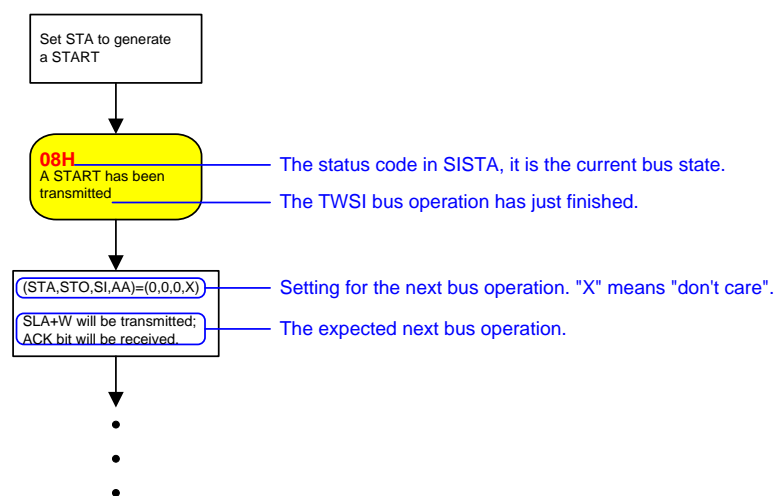 Set STA to generate
a START
08H
A START has been
transmitted
The status code in SISTA, it is the current bus state.
The TWSI bus operation has just finished.
(STA,STO,SI,AA)=(0,0,0,X)
Setting for the next bus operation. "X" means "don't care".
SLA+W will be transmitted;
ACK bit will be received.
The expected next bus operation.